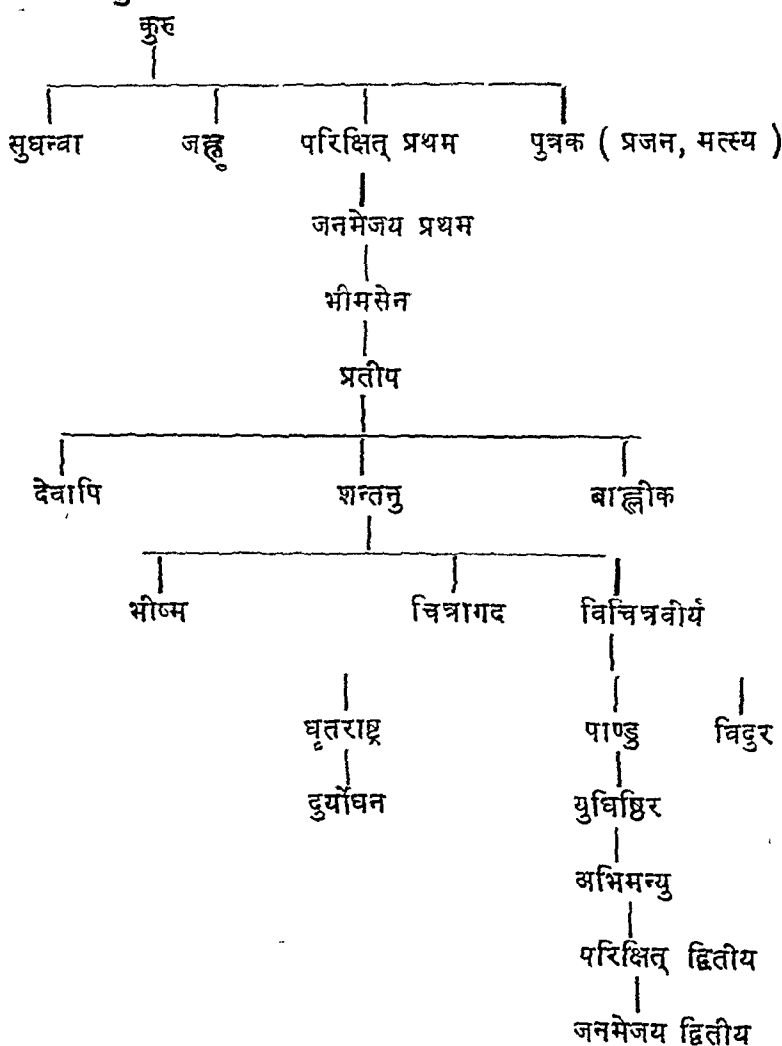 कुरु
सुधन्वा जह्नु परिक्षित् प्रथम पुत्रक ( प्रजन, मत्स्य )
जनमेजय प्रथम
भीमसेन
प्रतीप
देवापि शन्तनु बाह्लीक
भीष्म चित्रागद विचित्रवीर्य
धृतराष्ट्र पाण्डु विदुर
दुर्योधन युधिष्ठिर
अभिमन्यु
परिक्षित् द्वितीय
जनमेजय द्वितीय